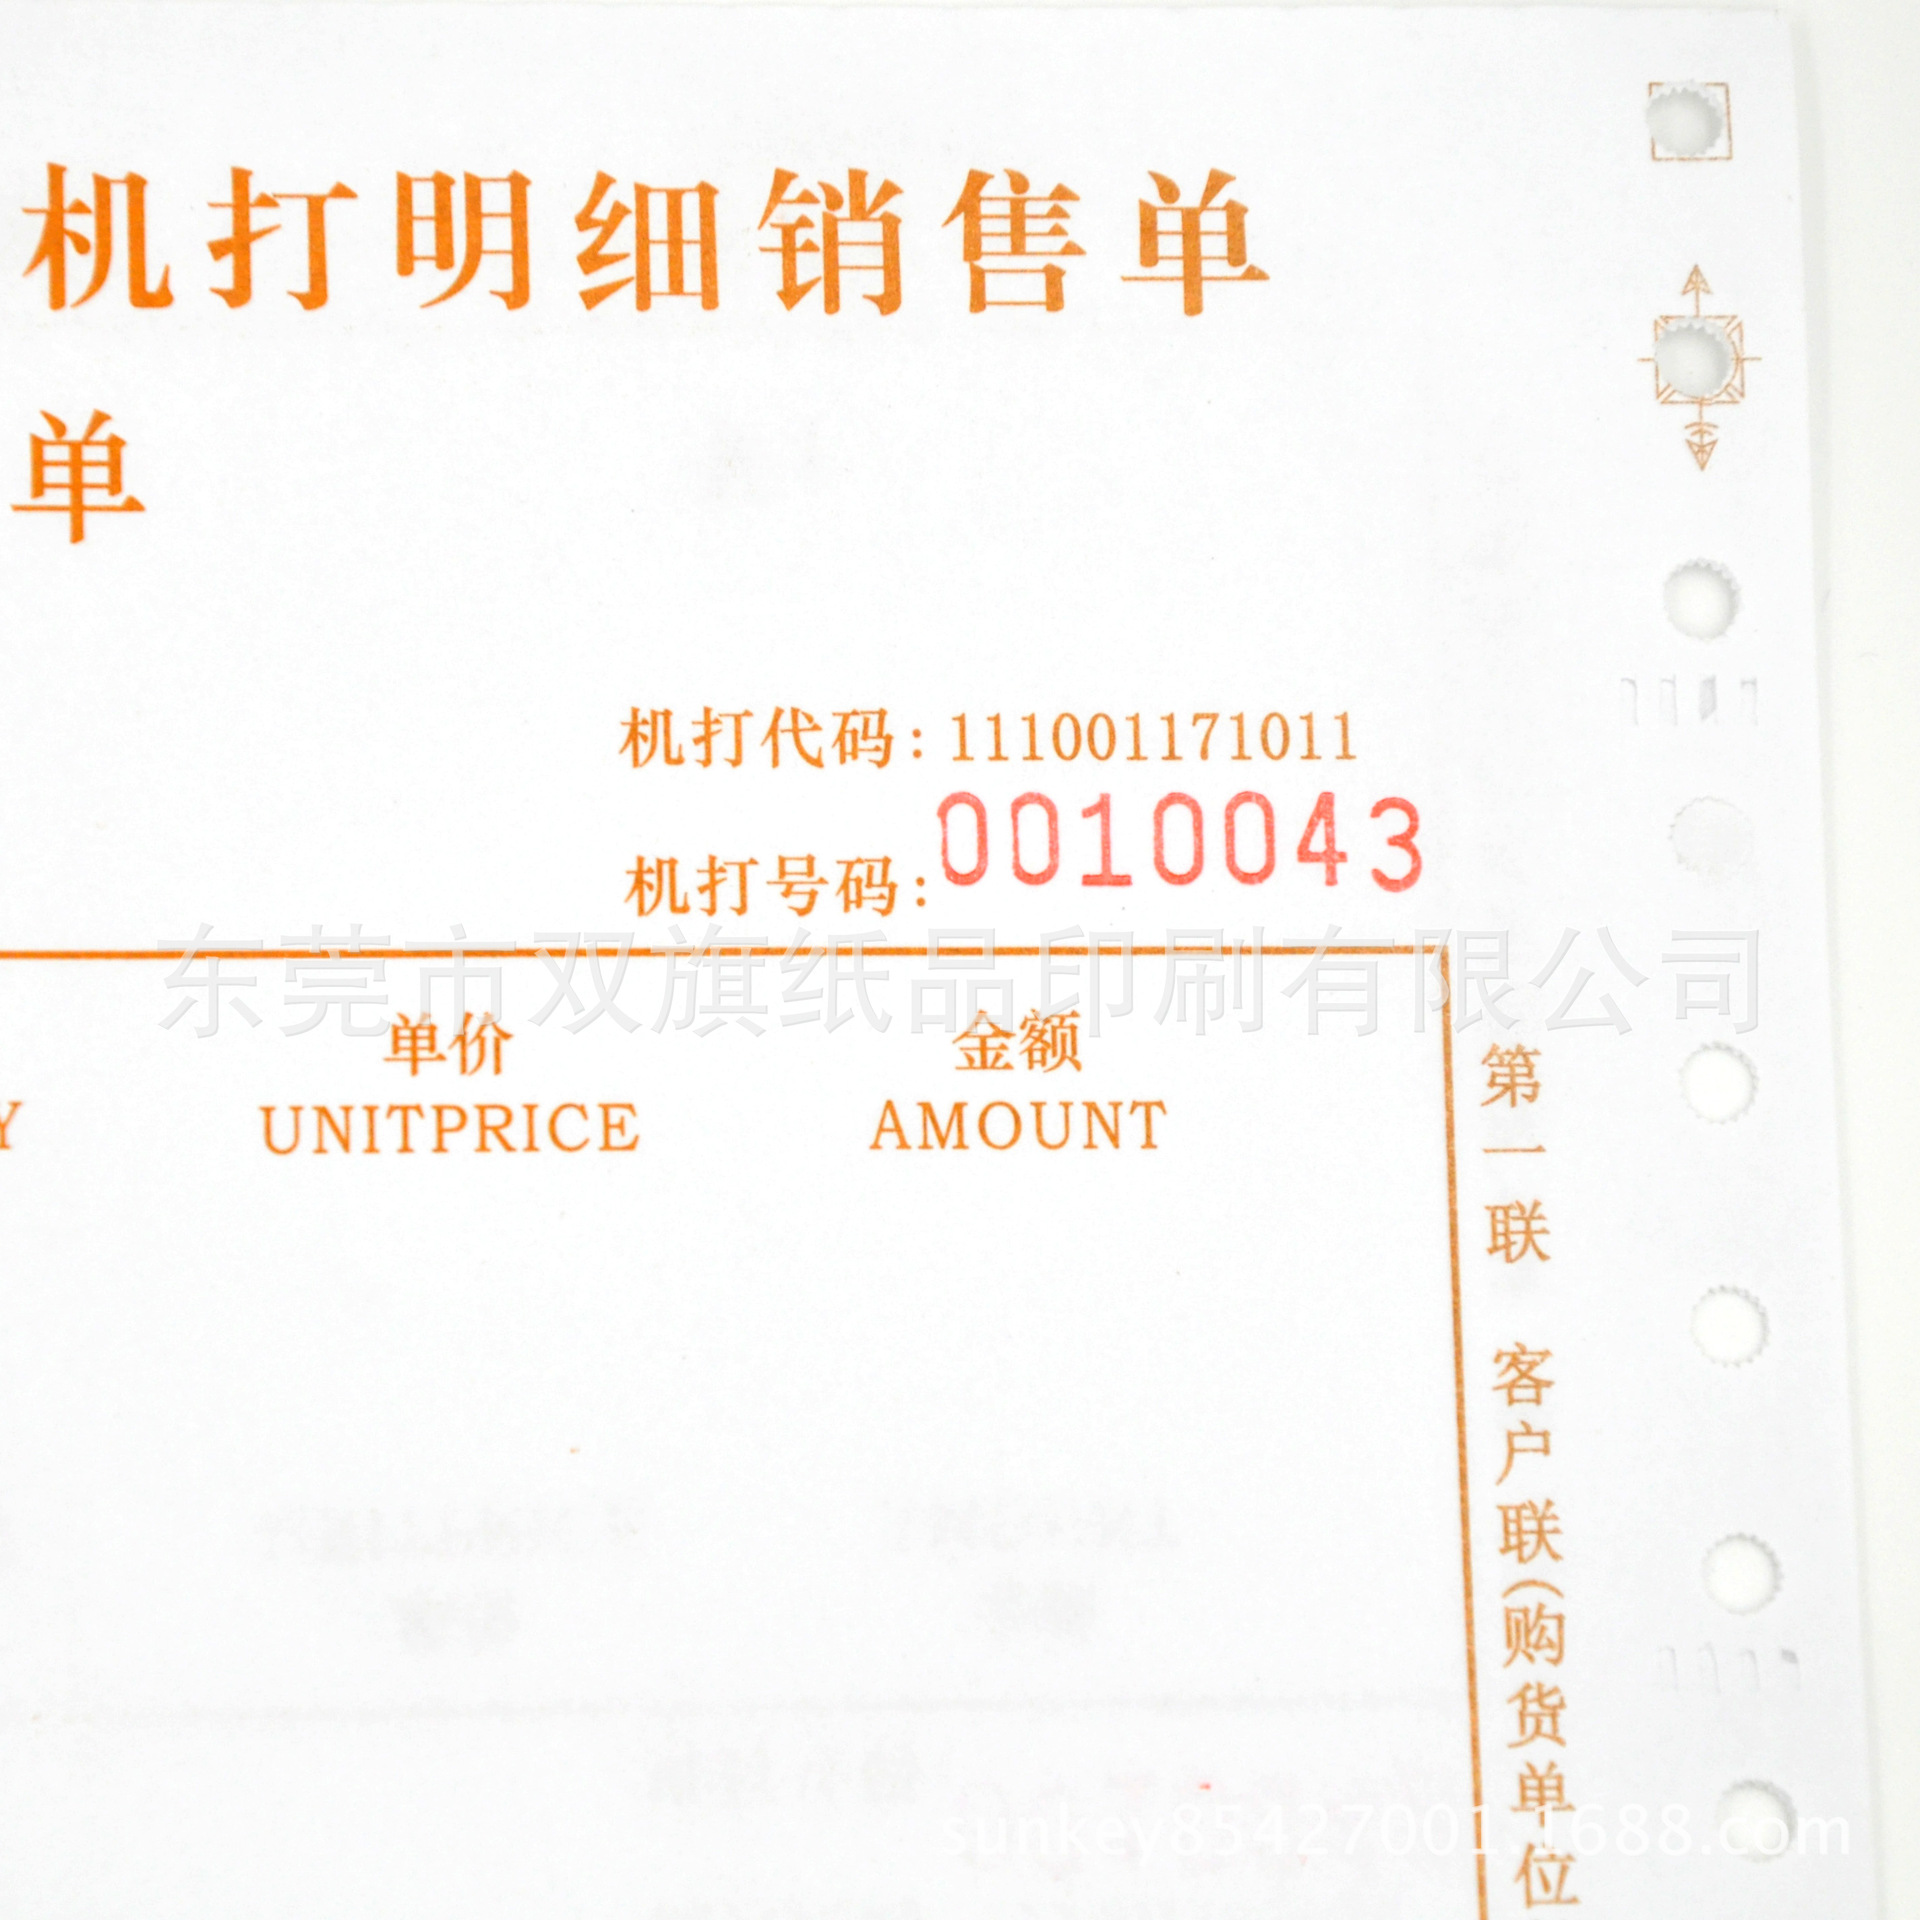 机打明细销售单
单
机打代码：111001171011
机打号码：0010043
东莞市双旗纸品印刷有限公司
单价
金额
UNITPRICE
AMOUNT
第一联 客户联(购货单位
sunkey85427001.1688.com